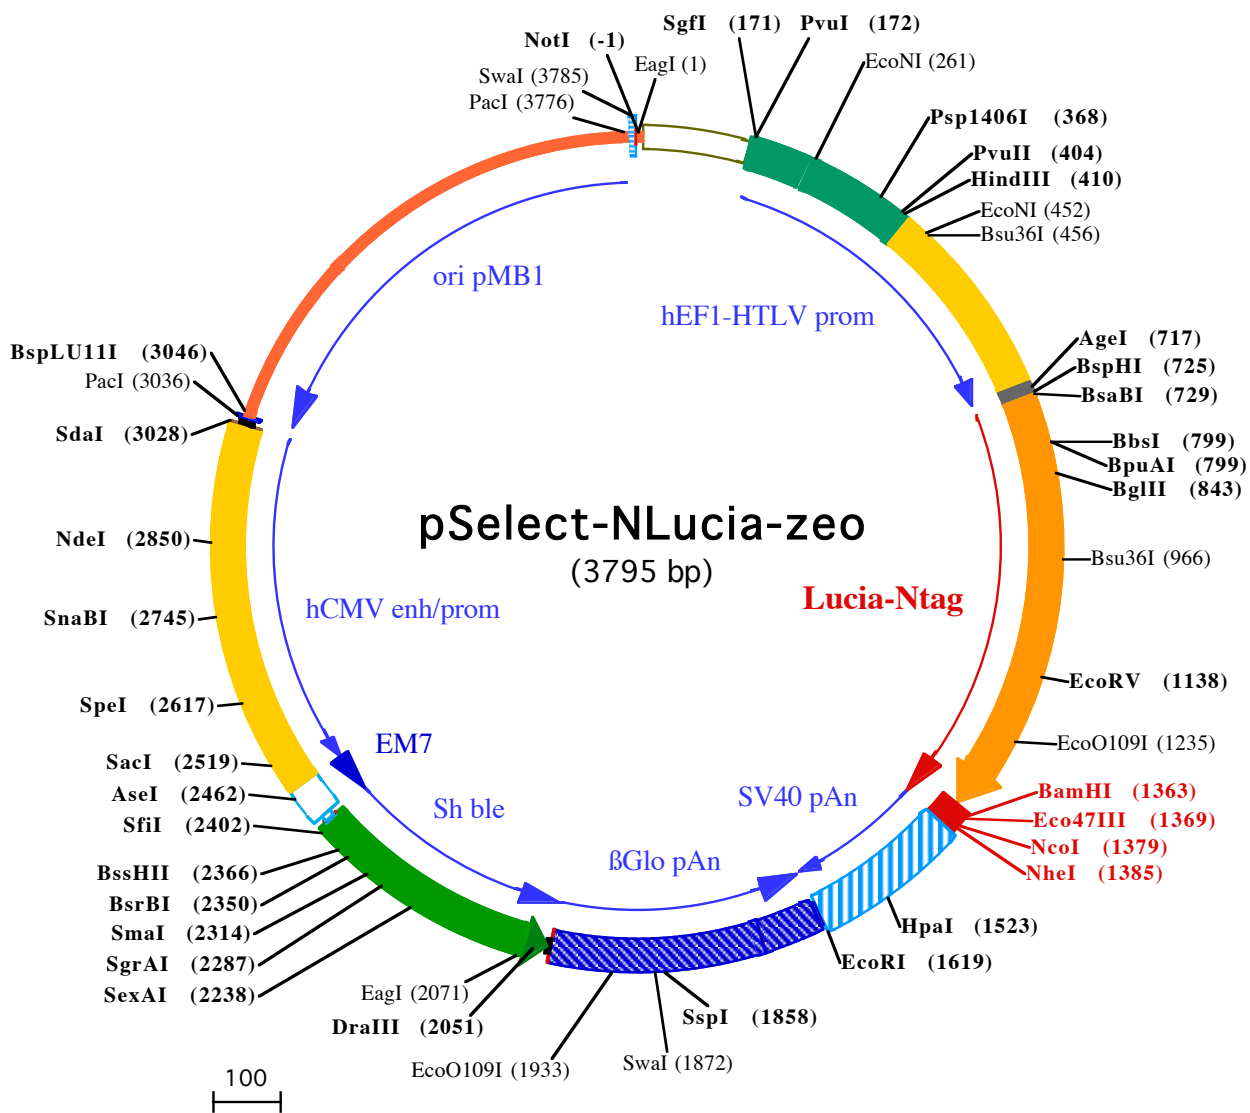 SgfI (171)
PvuI (172)
NotI (-1)
EagI (1)
EcoNI (261)
SwaI (3785)
PacI (3776)
Psp1406I (368)
PvuII (404)
HindIII (410)
EcoNI (452)
Bsu36I (456)
ori pMB1
hEF1-HTLV prom
AgeI (717)
BspLU11I (3046)
BspHI (725)
PacI (3036)
BsaBI (729)
SdaI (3028)
BbsI (799)
BpuAI (799)
BglII (843)
pSelect-NLucia-zeo
NdeI (2850)
(3795 bp)
Bsu36I (966)
Lucia-Ntag
hCMV enh/prom
SnaBI (2745)
EcoRV (1138)
SpeI (2617)
EM7
EcoO109I (1235)
SacI (2519)
AseI (2462)
SV40 pAn
BamHI (1363)
Sh ble
Eco47III (1369)
SfiI (2402)
NcoI (1379)
ßGlo pAn
BssHII (2366)
NheI (1385)
BsrBI (2350)
HpaI (1523)
SmaI (2314)
SgrAI (2287)
EcoRI (1619)
SexAI (2238)
EagI (2071)
SspI (1858)
DraIII (2051)
SwaI (1872)
EcoO109I (1933)
100